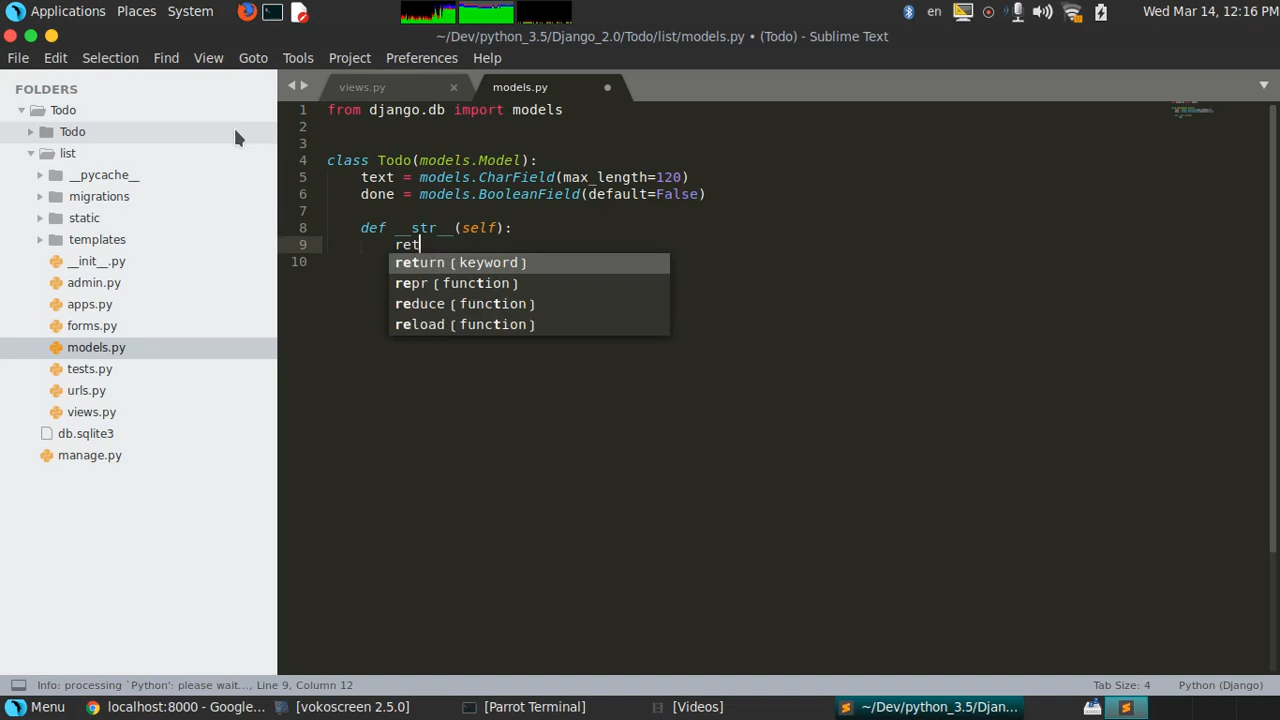 Applications Places System en Wed Mar 14, 12:16 PM
~/Dev/python_3.5/Django_2.0/Todo/list/models.py • (Todo) - Sublime Text
File Edit Selection Find View Goto Tools Project Preferences Help
FOLDERS
Todo
Todo
list
__pycache__
migrations
static
templates
__init__.py
admin.py
apps.py
forms.py
models.py
tests.py
urls.py
views.py
db.sqlite3
manage.py
views.py × models.py
1 from django.db import models
2
3
4 class Todo(models.Model):
5 text = models.CharField(max_length=120)
6 done = models.BooleanField(default=False)
7
8 def __str__(self):
9 ret
10
return [keyword]
repr [function]
reduce [function]
reload [function]
Info: processing `Python': please wait..., Line 9, Column 12 Tab Size: 4 Python (Django)
Menu localhost:8000 - Google... [vokoscreen 2.5.0] [Parrot Terminal] [Videos] ~/Dev/python_3.5/Djan...